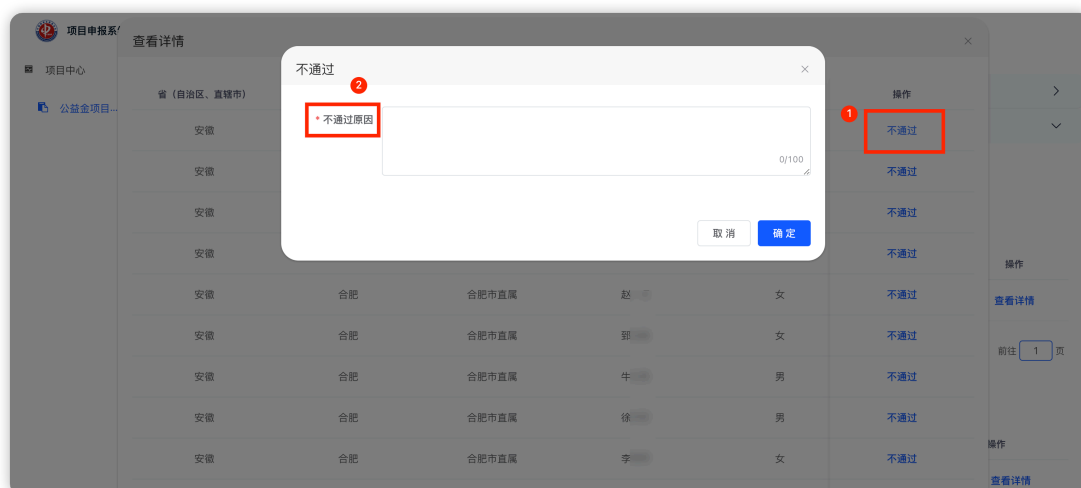 项目申报系
查看详情
×
项目中心
不通过
×
2
省（自治区、直辖市）
操作
公益金项目...
* 不通过原因
1
安徽
不通过
0/100
安徽
不通过
安徽
不通过
取消
确定
安徽
不通过
操作
安徽 合肥 合肥市直属 赵 女 不通过
查看详情
安徽 合肥 合肥市直属 郅 女 不通过
前往 1 页
安徽 合肥 合肥市直属 牛 男 不通过
安徽 合肥 合肥市直属 徐 男 不通过
操作
安徽 合肥 合肥市直属 李 女 不通过
查看详情